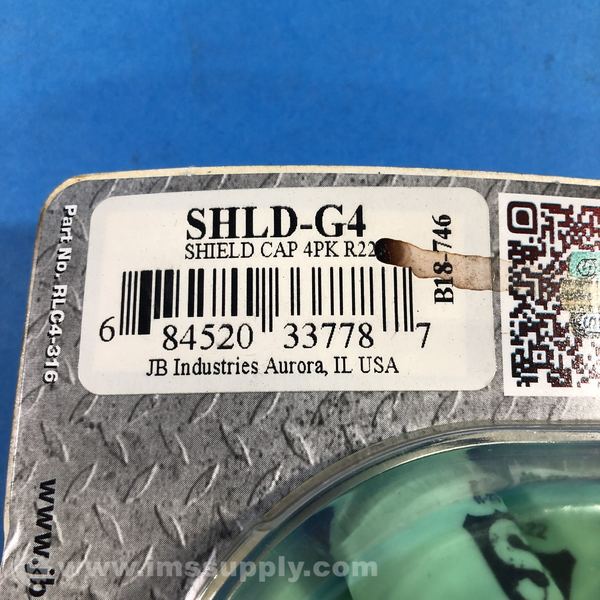 SHLD-G4
SHIELD CAP 4PK R22
B18-746
6 84520 33778 7
JB Industries Aurora, IL USA
Part No. RLC4-316
www.jb
www.imssupply.com